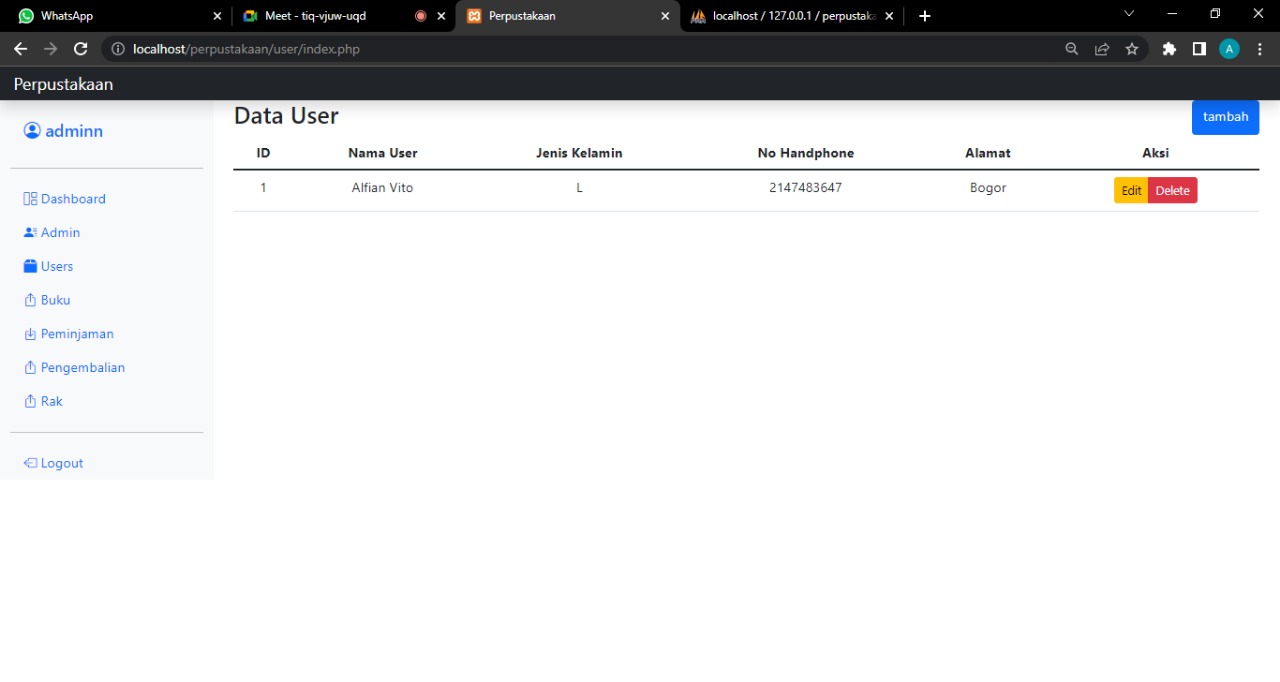 WhatsApp
Meet - tiq-vjuw-uqd
Perpustakaan
localhost / 127.0.0.1 / perpustaka
localhost/perpustakaan/user/index.php
A
Perpustakaan
adminn
Dashboard
Admin
Users
Buku
Peminjaman
Pengembalian
Rak
Logout
Data User
tambah
ID Nama User Jenis Kelamin No Handphone Alamat Aksi
1 Alfian Vito L 2147483647 Bogor Edit Delete